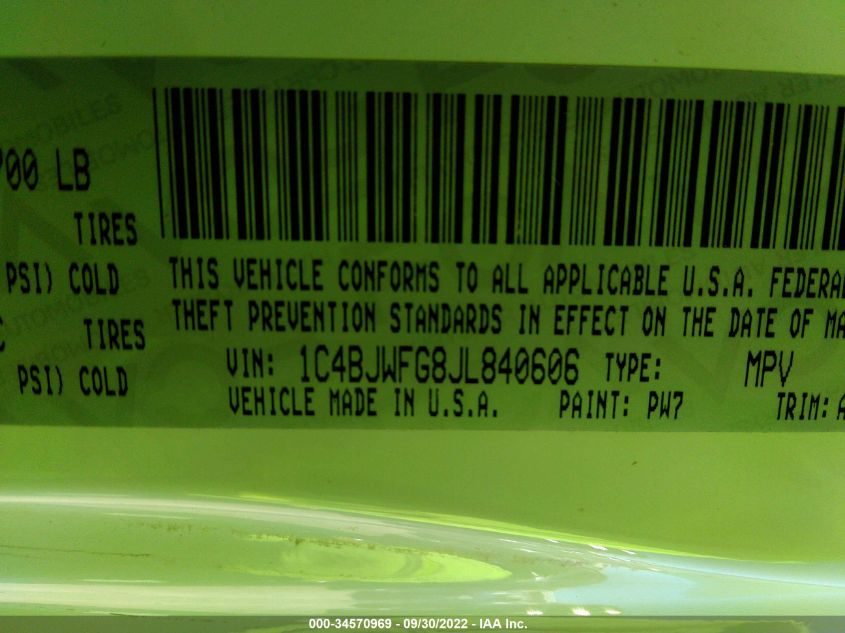 700 LB
TIRES
PSI) COLD
TIRES
PSI) COLD
THIS VEHICLE CONFORMS TO ALL APPLICABLE U.S.A. FEDERAL
THEFT PREVENTION STANDARDS IN EFFECT ON THE DATE OF MA
VIN: 1C4BJWFG8JL840606 TYPE: MPV
VEHICLE MADE IN U.S.A. PAINT: PW7 TRIM: A
000-34570969 - 09/30/2022 - IAA Inc.